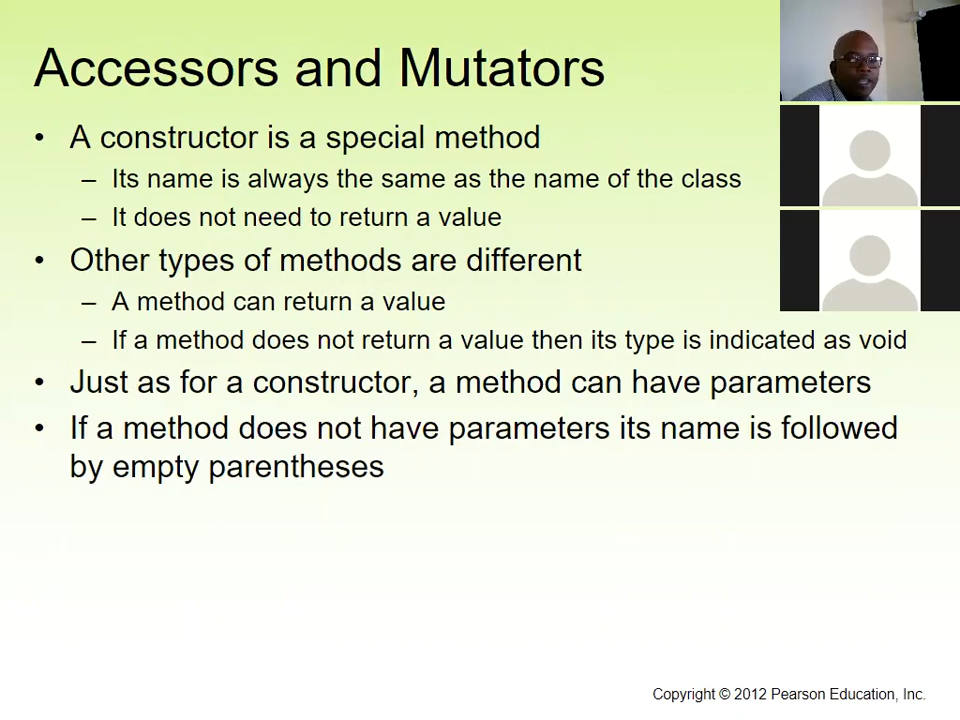 Accessors and Mutators
• A constructor is a special method
– Its name is always the same as the name of the class
– It does not need to return a value
• Other types of methods are different
– A method can return a value
– If a method does not return a value then its type is indicated as void
• Just as for a constructor, a method can have parameters
• If a method does not have parameters its name is followed
by empty parentheses
Copyright © 2012 Pearson Education, Inc.